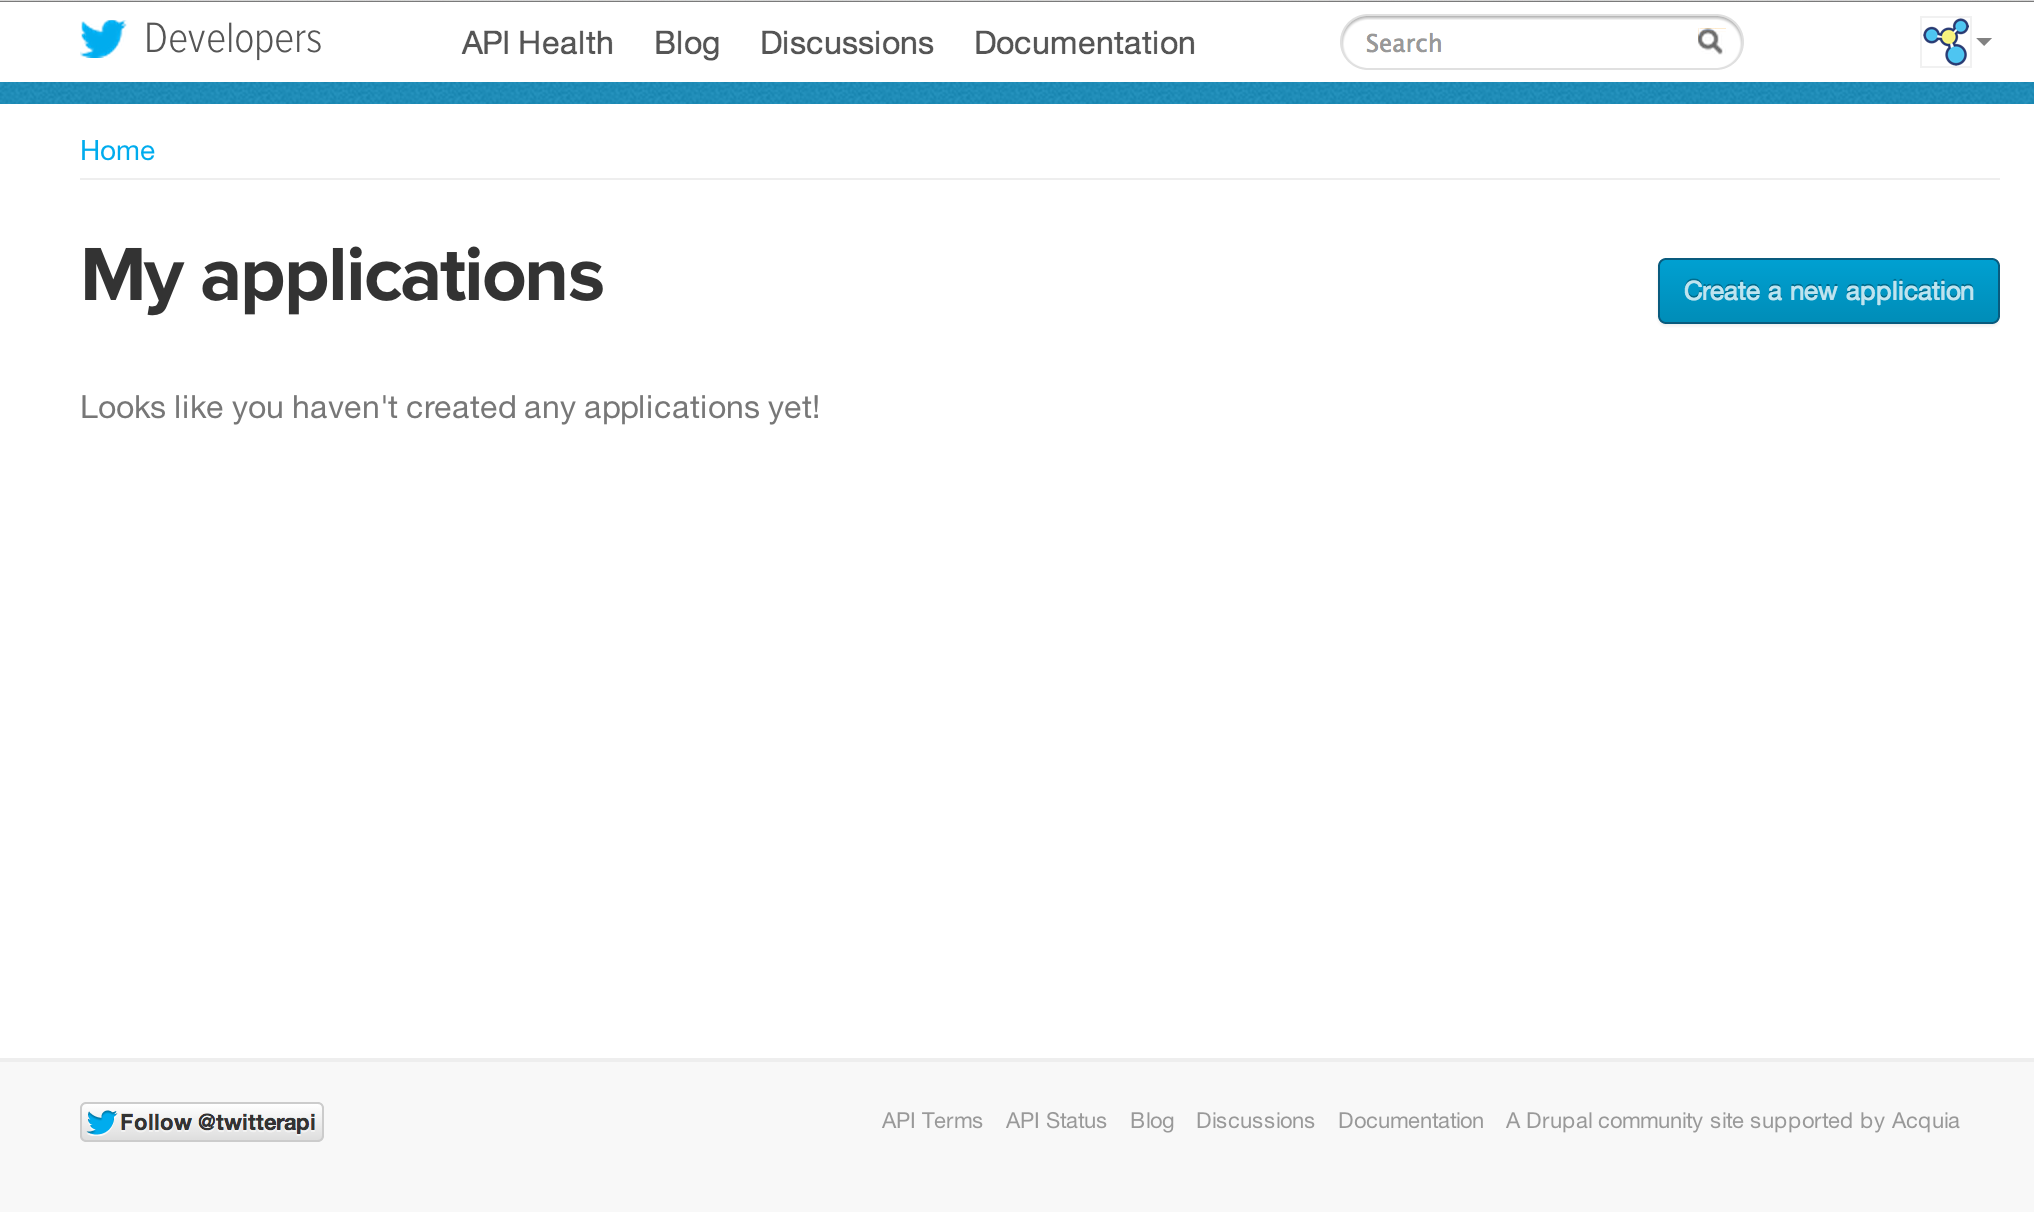 Developers API Health Blog Discussions Documentation Search
Home
My applications
Create a new application
Looks like you haven't created any applications yet!
Follow @twitterapi API Terms API Status Blog Discussions Documentation A Drupal community site supported by Acquia